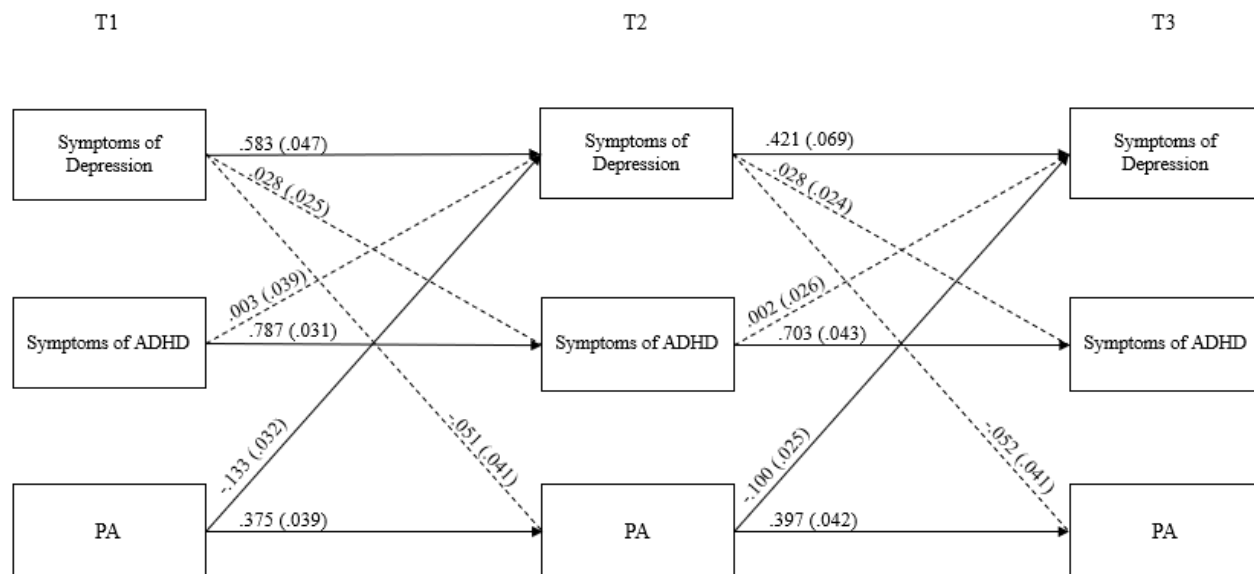 T1
T2
T3
Symptoms of
Depression
.583 (.047)
Symptoms of
Depression
.421 (.069)
Symptoms of
Depression
.028 (.025)
.028 (.024)
.003 (.039)
.002 (.026)
Symptoms of ADHD
.787 (.031)
Symptoms of ADHD
.703 (.043)
Symptoms of ADHD
-.133 (.032)
-.051 (.041)
-.100 (.025)
-.052 (.041)
PA
.375 (.039)
PA
.397 (.042)
PA